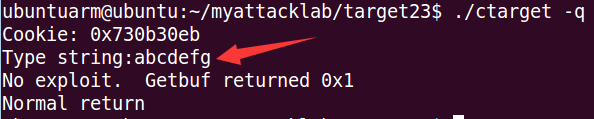 ubuntuarm@ubuntu:~/myattacklab/target23$ ./ctarget -q
Cookie: 0x730b30eb
Type string:abcdefg
No exploit.  Getbuf returned 0x1
Normal return